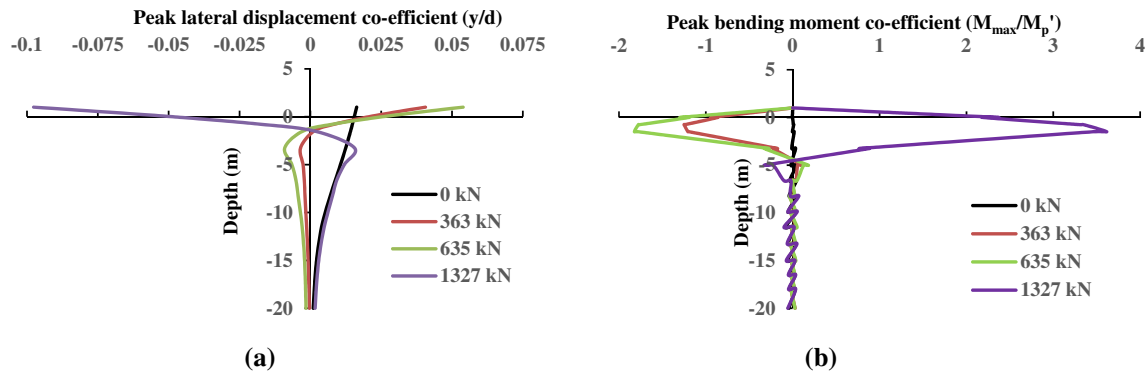 Peak lateral displacement co-efficient (y/d)
-0.1 -0.075 -0.05 -0.025 0 0.025 0.05 0.075
5
0
-5
-10
-15
-20
Depth (m)
0 kN
363 kN
635 kN
1327 kN
(a)
Peak bending moment co-efficient (Mmax/Mp')
-2 -1 0 1 2 3 4
5
0
-5
-10
-15
-20
Depth (m)
0 kN
363 kN
635 kN
1327 kN
(b)